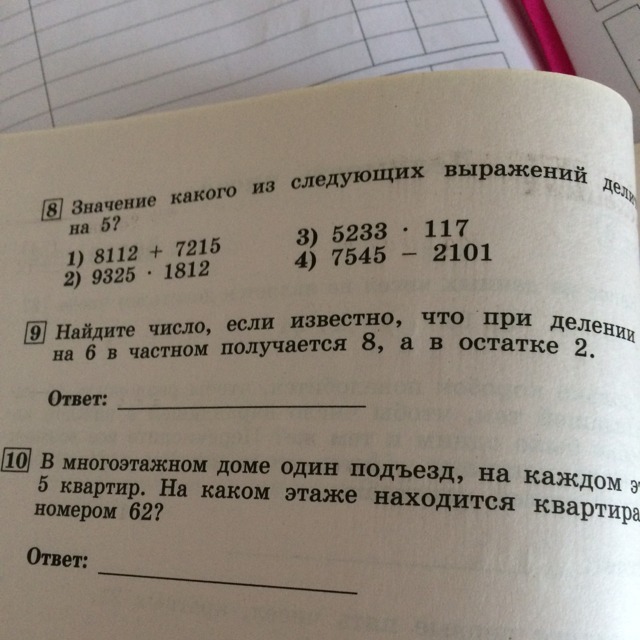 8 Значение какого из следующих выражений
на 5?
1) 8112 + 7215
2) 9325 · 1812
3) 5233 · 117
4) 7545 − 2101
9 Найдите число, если известно, что при делении
на 6 в частном получается 8, а в остатке 2.
Ответ:
10 В многоэтажном доме один подъезд, на каждом
5 квартир. На каком этаже находится квартира
номером 62?
Ответ: